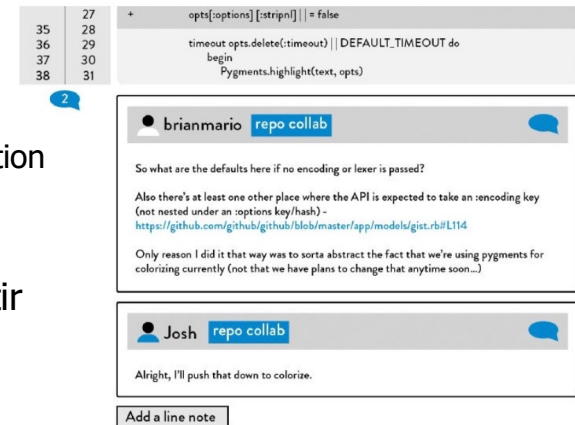 27 + opts[:options] [:stripnl] | | = false
35 28
36 29 timeout opts.delete(:timeout) | | DEFAULT_TIMEOUT do
37 30 begin
38 31 Pygments.highlight(text, opts)
2
brianmario repo collab
So what are the defaults here if no encoding or lexer is passed?
Also there's at least one other place where the API is expected to take an :encoding key
(not nested under an :options key/hash) -
https://github.com/github/github/blob/master/app/models/gist.rb#L114
Only reason I did it that way was to sorta abstract the fact that we're using pygments for
colorizing currently (not that we have plans to change that anytime soon...)
Josh repo collab
Alright, I'll push that down to colorize.
Add a line note
tion
tir